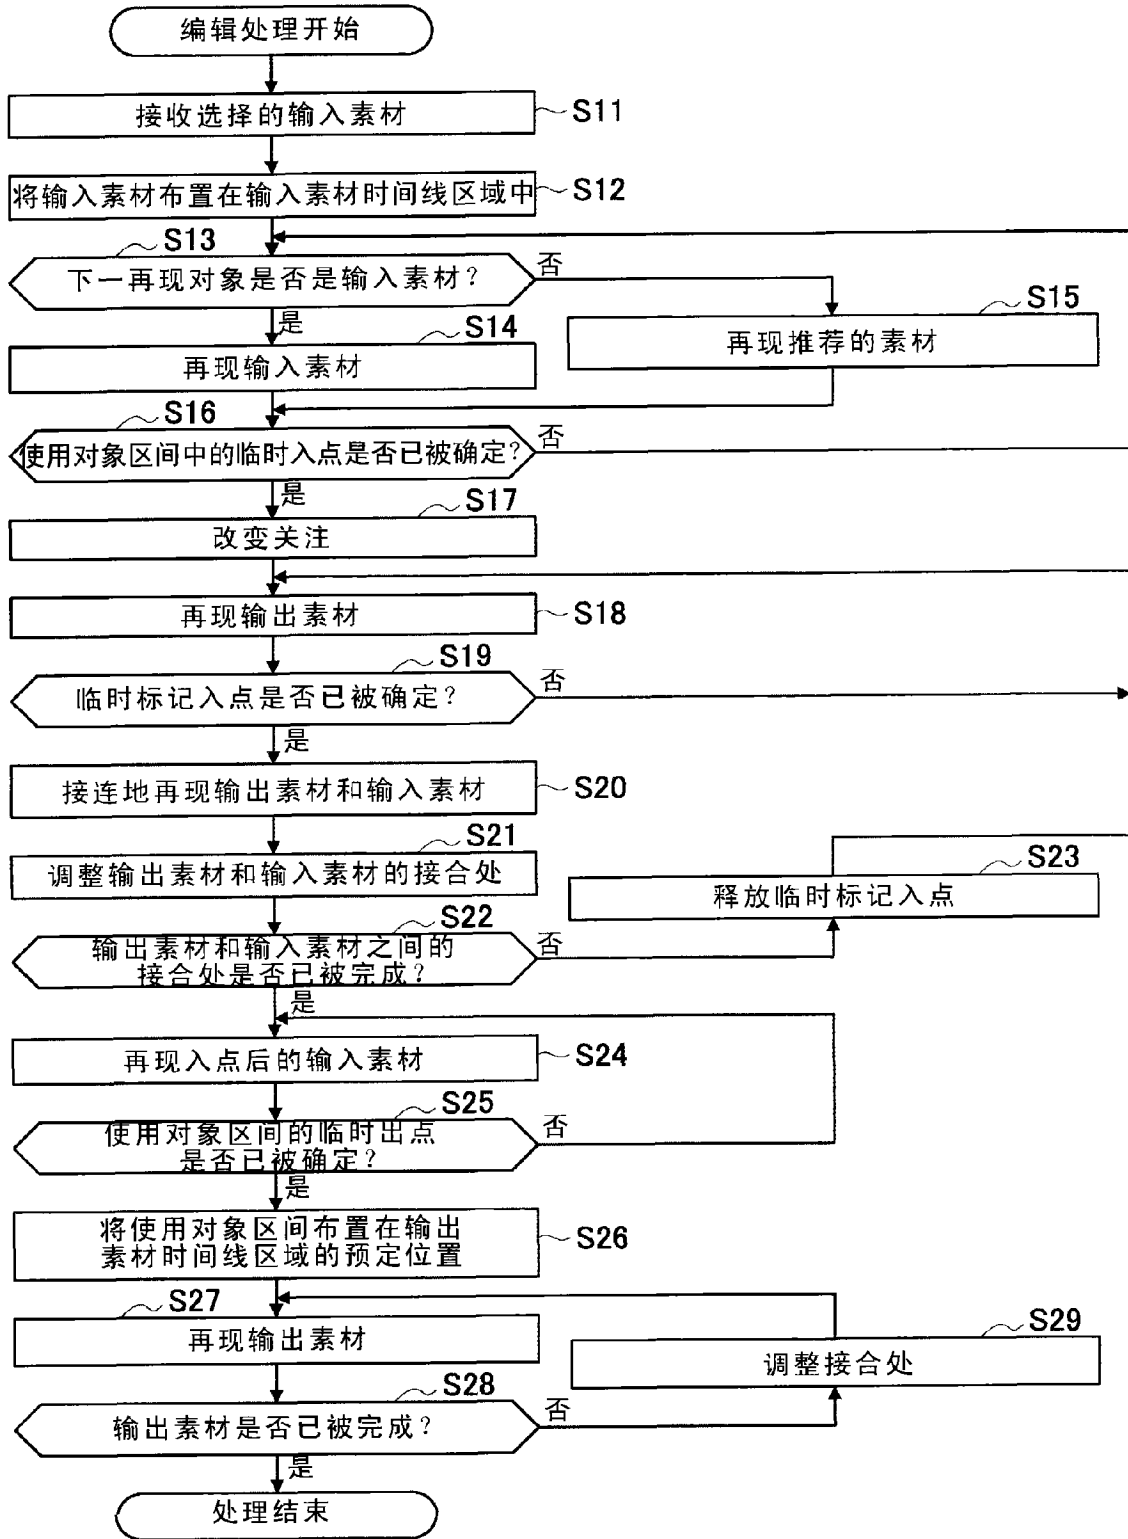 编辑处理开始
接收选择的输入素材
S11
将输入素材布置在输入素材时间线区域中
S12
S13
下一再现对象是否是输入素材?
否
是
S14
再现输入素材
S15
再现推荐的素材
S16
使用对象区间中的临时入点是否已被确定?
否
是
S17
改变关注
再现输出素材
S18
S19
临时标记入点是否已被确定?
否
是
接连地再现输出素材和输入素材
S20
S21
调整输出素材和输入素材的接合处
S22
输出素材和输入素材之间的
接合处是否已被完成?
否
是
S23
释放临时标记入点
再现入点后的输入素材
S24
S25
使用对象区间的临时出点
是否已被确定?
否
是
将使用对象区间布置在输出
素材时间线区域的预定位置
S26
S27
再现输出素材
S28
输出素材是否已被完成?
否
是
S29
调整接合处
处理结束